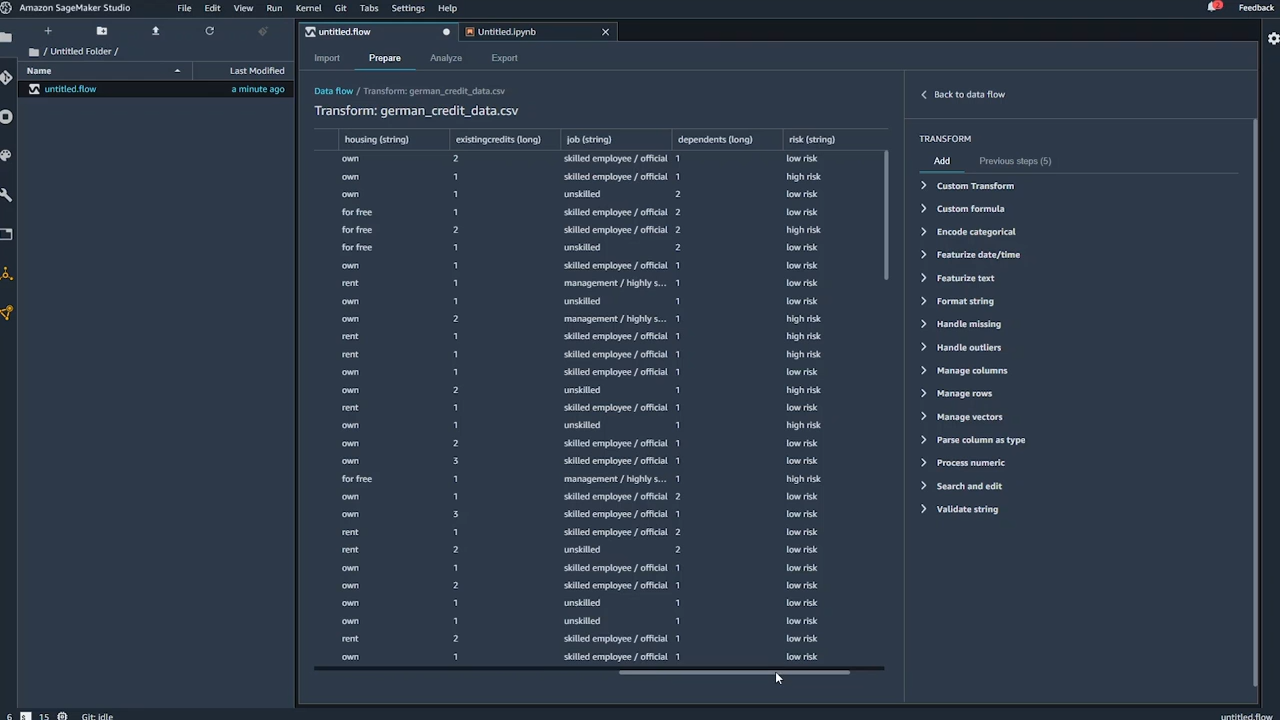 Amazon SageMaker Studio File Edit View Run Kernel Git Tabs Settings Help 2 Feedback
untitled.flow Untitled.ipynb
/ Untitled Folder /
Import Prepare Analyze Export
Name Last Modified
untitled.flow a minute ago
Data flow / Transform: german_credit_data.csv
Transform: german_credit_data.csv
housing (string) existingcredits (long) job (string) dependents (long) risk (string)
own 2 skilled employee / official 1 low risk
own 1 skilled employee / official 1 high risk
own 1 unskilled 2 low risk
for free 1 skilled employee / official 2 low risk
for free 2 skilled employee / official 2 high risk
for free 1 unskilled 2 low risk
own 1 skilled employee / official 1 low risk
rent 1 management / highly s... 1 low risk
own 1 unskilled 1 low risk
own 2 management / highly s... 1 high risk
rent 1 skilled employee / official 1 high risk
rent 1 skilled employee / official 1 high risk
own 1 skilled employee / official 1 low risk
own 2 unskilled 1 high risk
rent 1 skilled employee / official 1 low risk
own 1 unskilled 1 high risk
own 2 skilled employee / official 1 low risk
own 3 skilled employee / official 1 low risk
for free 1 management / highly s... 1 high risk
own 1 skilled employee / official 2 low risk
own 3 skilled employee / official 1 low risk
rent 1 skilled employee / official 2 low risk
rent 2 unskilled 2 low risk
own 1 skilled employee / official 1 low risk
own 2 skilled employee / official 1 low risk
own 1 unskilled 1 low risk
own 1 unskilled 1 low risk
rent 2 skilled employee / official 1 low risk
own 1 skilled employee / official 1 low risk
Back to data flow
TRANSFORM
Add Previous steps (5)
Custom Transform
Custom formula
Encode categorical
Featurize date/time
Featurize text
Format string
Handle missing
Handle outliers
Manage columns
Manage rows
Manage vectors
Parse column as type
Process numeric
Search and edit
Validate string
6 15 Git: idle untitled.flow